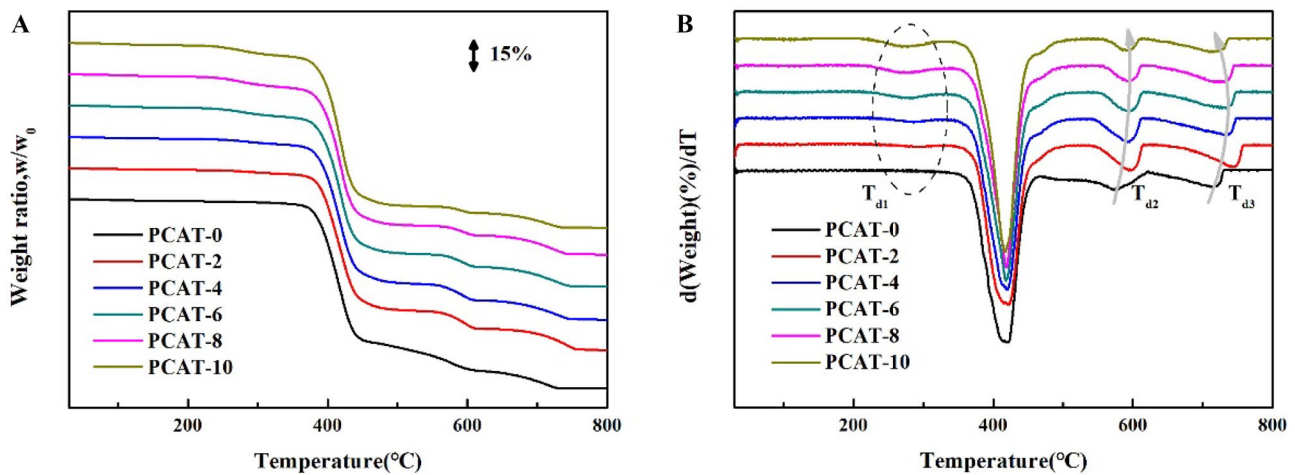 A
15%
Weight ratio,w/w0
PCAT-0
PCAT-2
PCAT-4
PCAT-6
PCAT-8
PCAT-10
200
400
600
800
Temperature(℃)
B
d(Weight)(%)/dT
Td1
Td2
Td3
PCAT-0
PCAT-2
PCAT-4
PCAT-6
PCAT-8
PCAT-10
200
400
600
800
Temperature(℃)